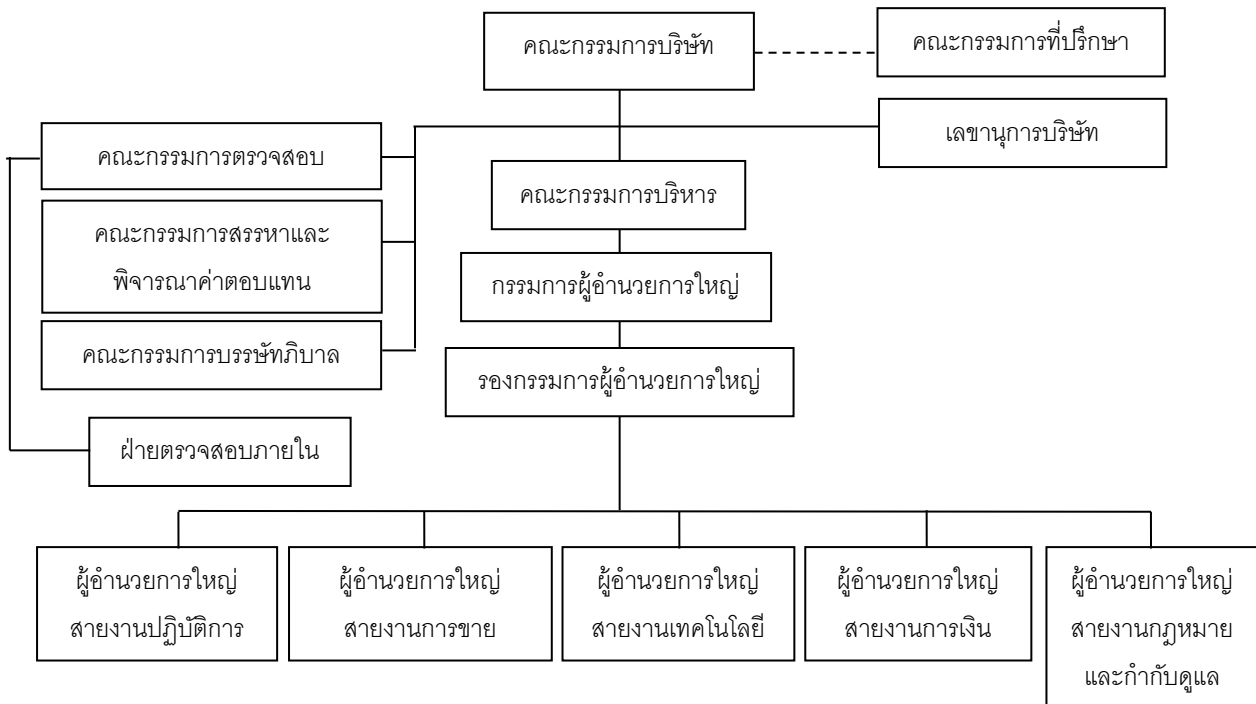 คณะกรรมการบริษัท
คณะกรรมการที่ปรึกษา
เลขานุการบริษัท
คณะกรรมการตรวจสอบ
คณะกรรมการบริหาร
คณะกรรมการสรรหาและ
พิจารณาค่าตอบแทน
กรรมการผู้อำนวยการใหญ่
คณะกรรมการบรรษัทภิบาล
รองกรรมการผู้อำนวยการใหญ่
ฝ่ายตรวจสอบภายใน
ผู้อำนวยการใหญ่
สายงานปฏิบัติการ
ผู้อำนวยการใหญ่
สายงานการขาย
ผู้อำนวยการใหญ่
สายงานเทคโนโลยี
ผู้อำนวยการใหญ่
สายงานการเงิน
ผู้อำนวยการใหญ่
สายงานกฎหมาย
และกำกับดูแล